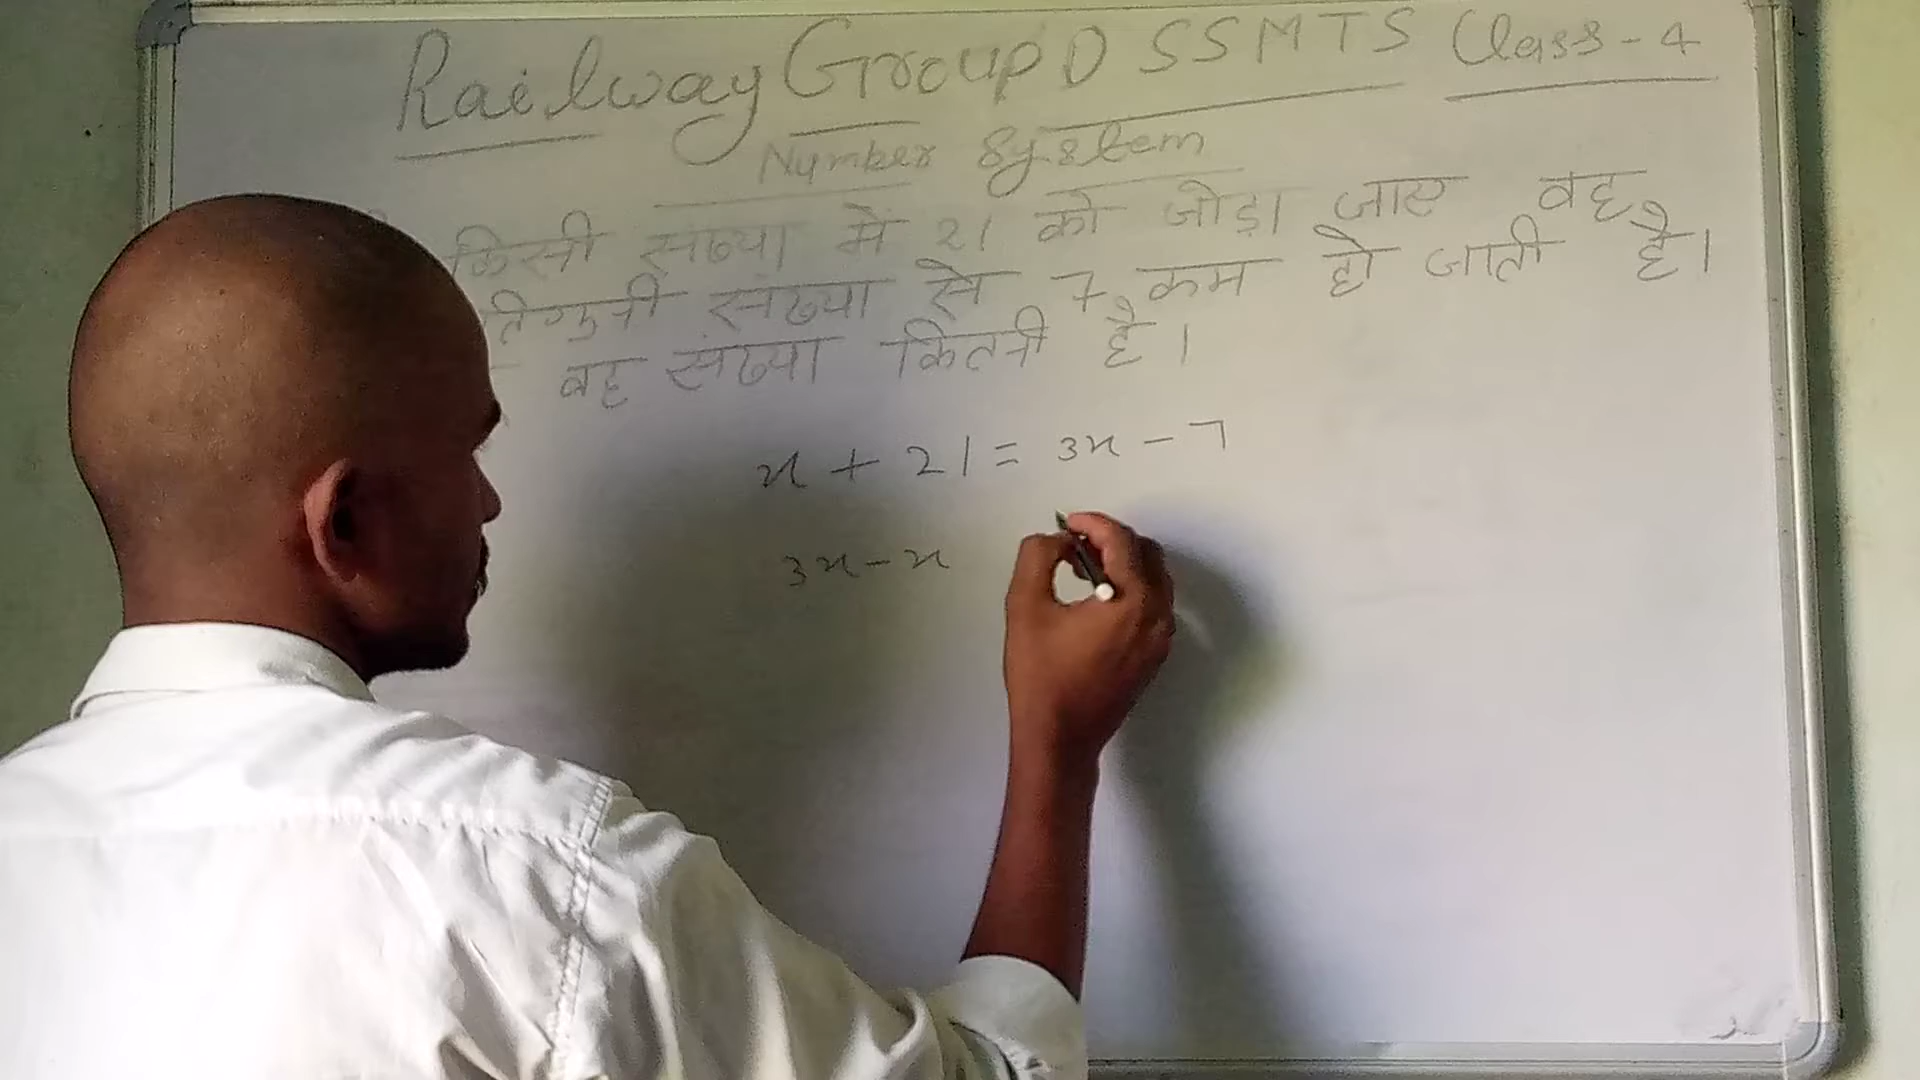 Railway Group D SSMTS Class-4
Number System
किसी संख्या में 21 को जोड़ा जाए वह
तिगुनी संख्या से 7 कम हो जाती है।
वह संख्या कितनी है।
x + 21 = 3x - 7
3x - x